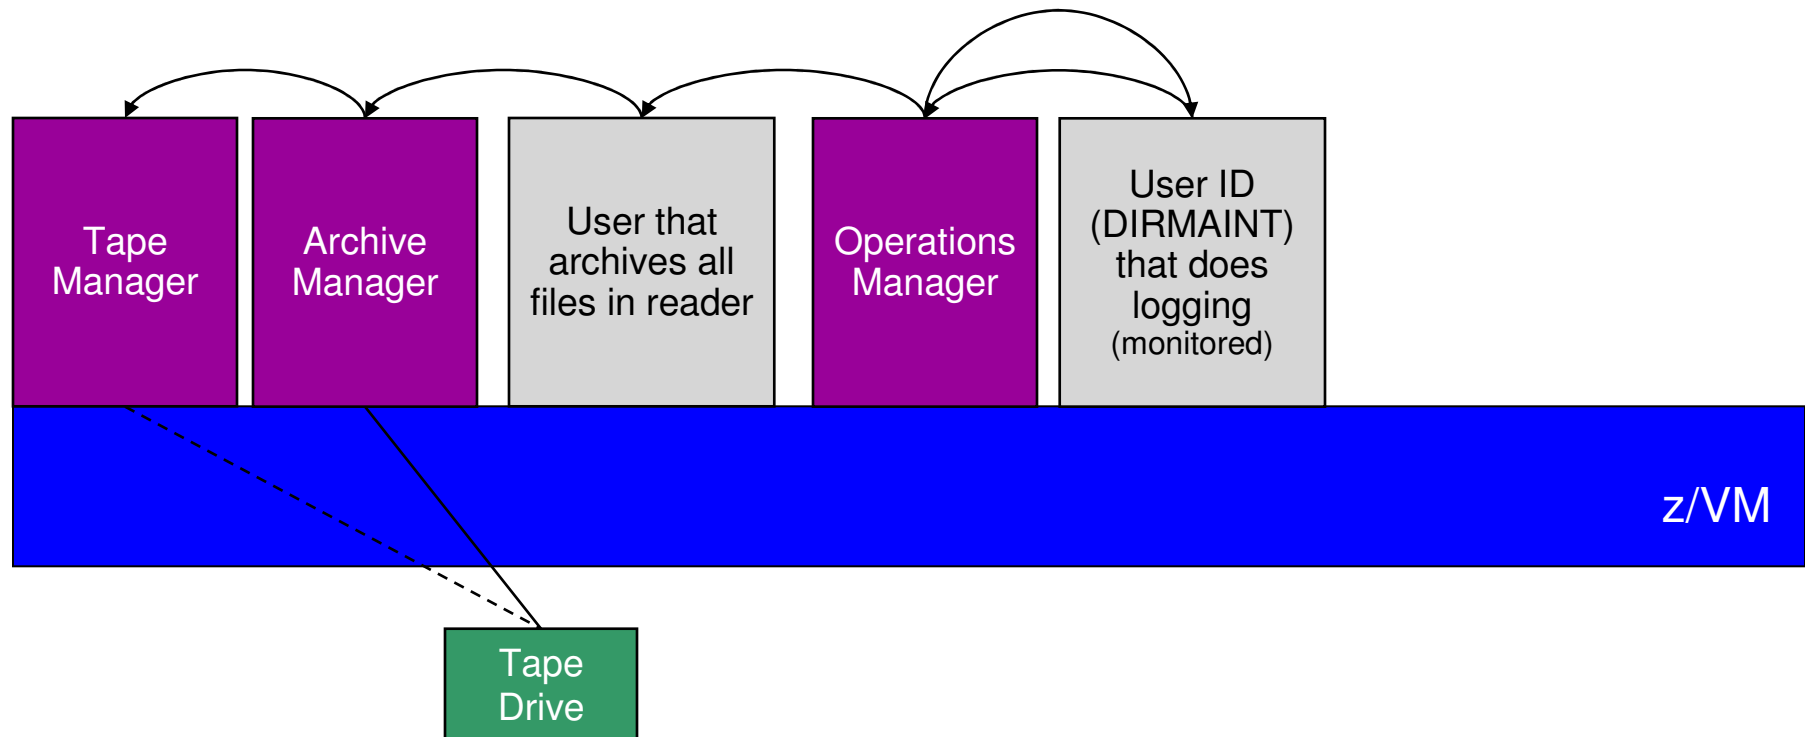 Tape
Manager
Archive
Manager
User that
archives all
files in reader
Operations
Manager
User ID
(DIRMAINT)
that does
logging
(monitored)
z/VM
Tape
Drive